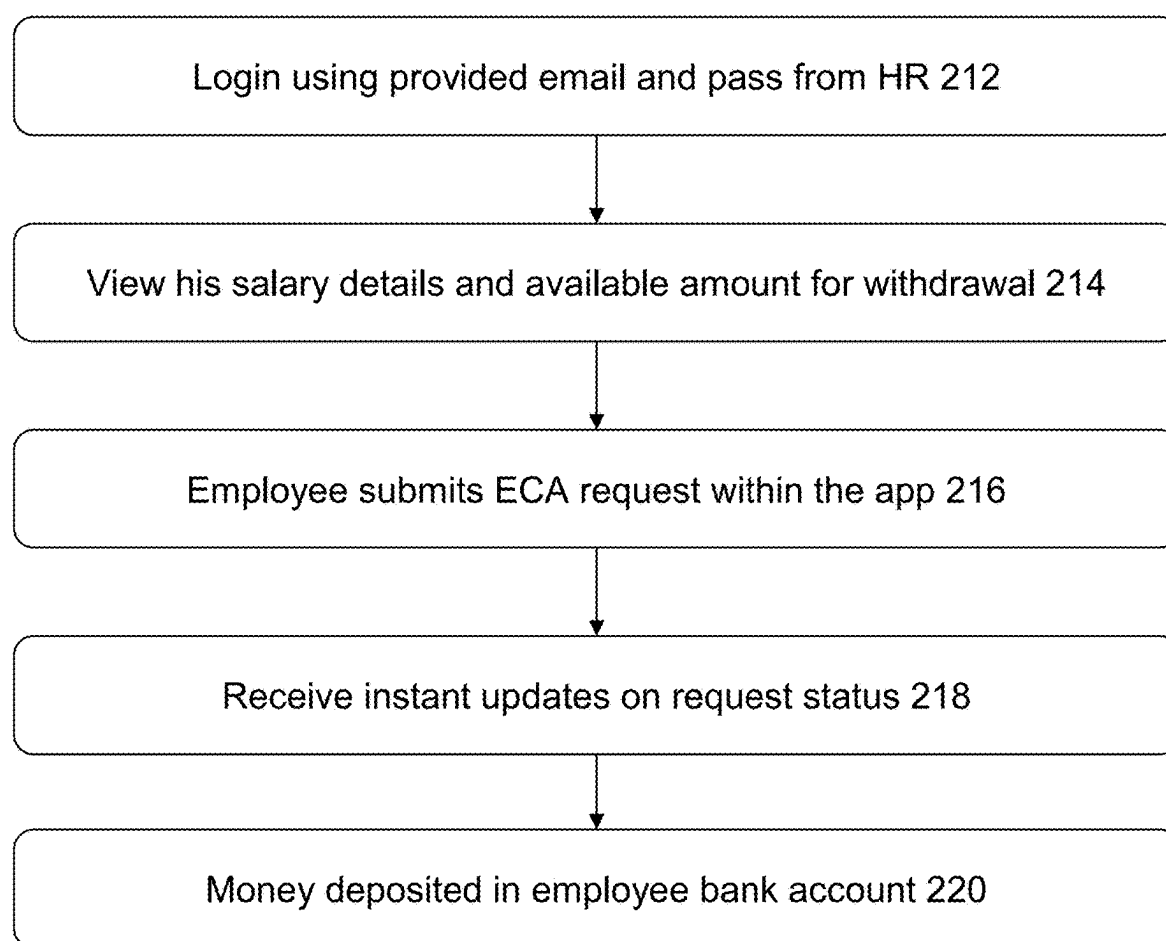 Login using provided email and pass from HR 212
View his salary details and available amount for withdrawal 214
Employee submits ECA request within the app 216
Receive instant updates on request status 218
Money deposited in employee bank account 220